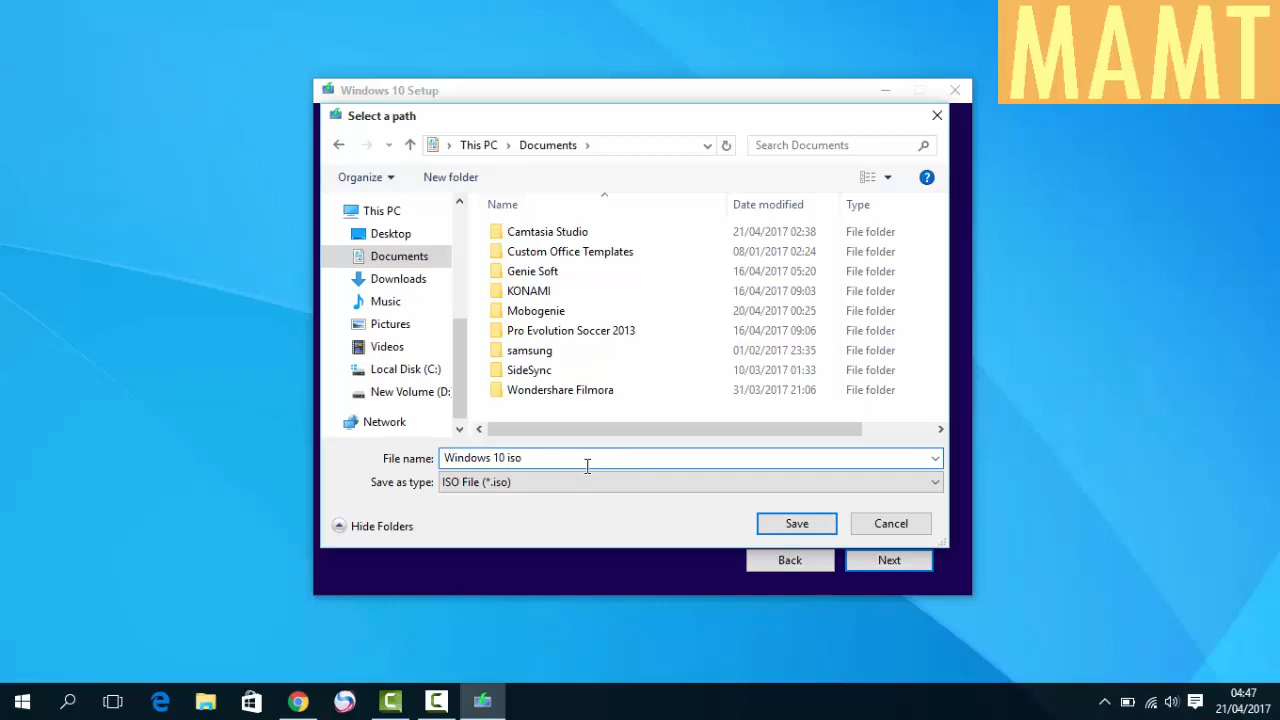 MAMT
Windows 10 Setup
Select a path
This PC
Documents
Search Documents
Organize
New folder
?
Name
Date modified
Type
This PC
Desktop
Documents
Downloads
Music
Pictures
Videos
Local Disk (C:)
New Volume (D:
Network
Camtasia Studio 21/04/2017 02:38 File folder
Custom Office Templates 08/01/2017 02:24 File folder
Genie Soft 16/04/2017 05:20 File folder
KONAMI 16/04/2017 09:03 File folder
Mobogenie 20/04/2017 00:25 File folder
Pro Evolution Soccer 2013 16/04/2017 09:06 File folder
samsung 01/02/2017 23:35 File folder
SideSync 10/03/2017 01:33 File folder
Wondershare Filmora 31/03/2017 21:06 File folder
File name: Windows 10 iso
Save as type: ISO File (*.iso)
Hide Folders
Save
Cancel
Back
Next
04:47
21/04/2017